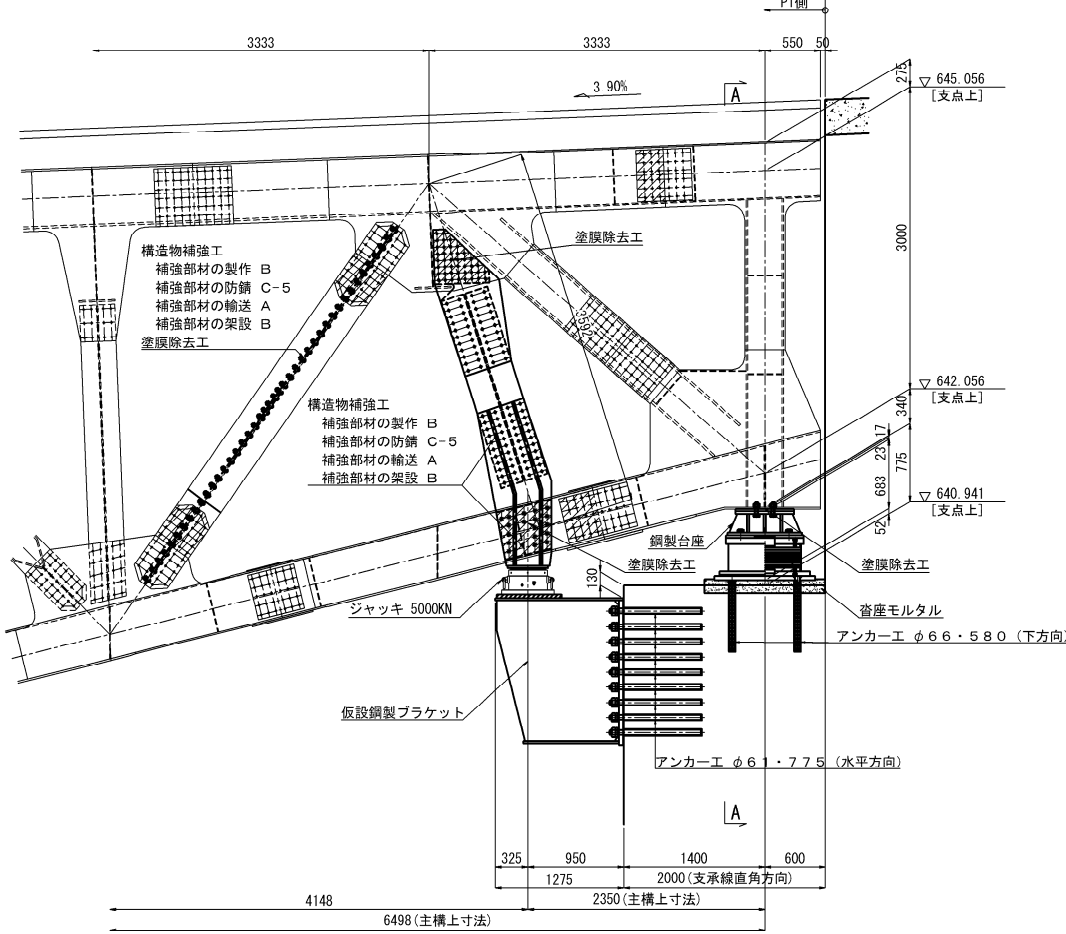 P1側
3333
3333
550
50
275
3.90%
A
▽ 645.056
[支点上]
3000
構造物補強工
補強部材の製作 B
補強部材の防錆 C-5
補強部材の輸送 A
補強部材の架設 B
塗膜除去工
塗膜除去工
3592
構造物補強工
補強部材の製作 B
補強部材の防錆 C-5
補強部材の輸送 A
補強部材の架設 B
▽ 642.056
[支点上]
340
17
23
775
683
52
▽ 640.941
[支点上]
鋼製台座
塗膜除去工
塗膜除去工
130
ジャッキ 5000KN
沓座モルタル
アンカー工 φ66・580 (下方向)
仮設鋼製ブラケット
アンカー工 φ61・775 (水平方向)
A
325
950
1400
600
1275
2000(支承線直角方向)
4148
2350(主構上寸法)
6498(主構上寸法)